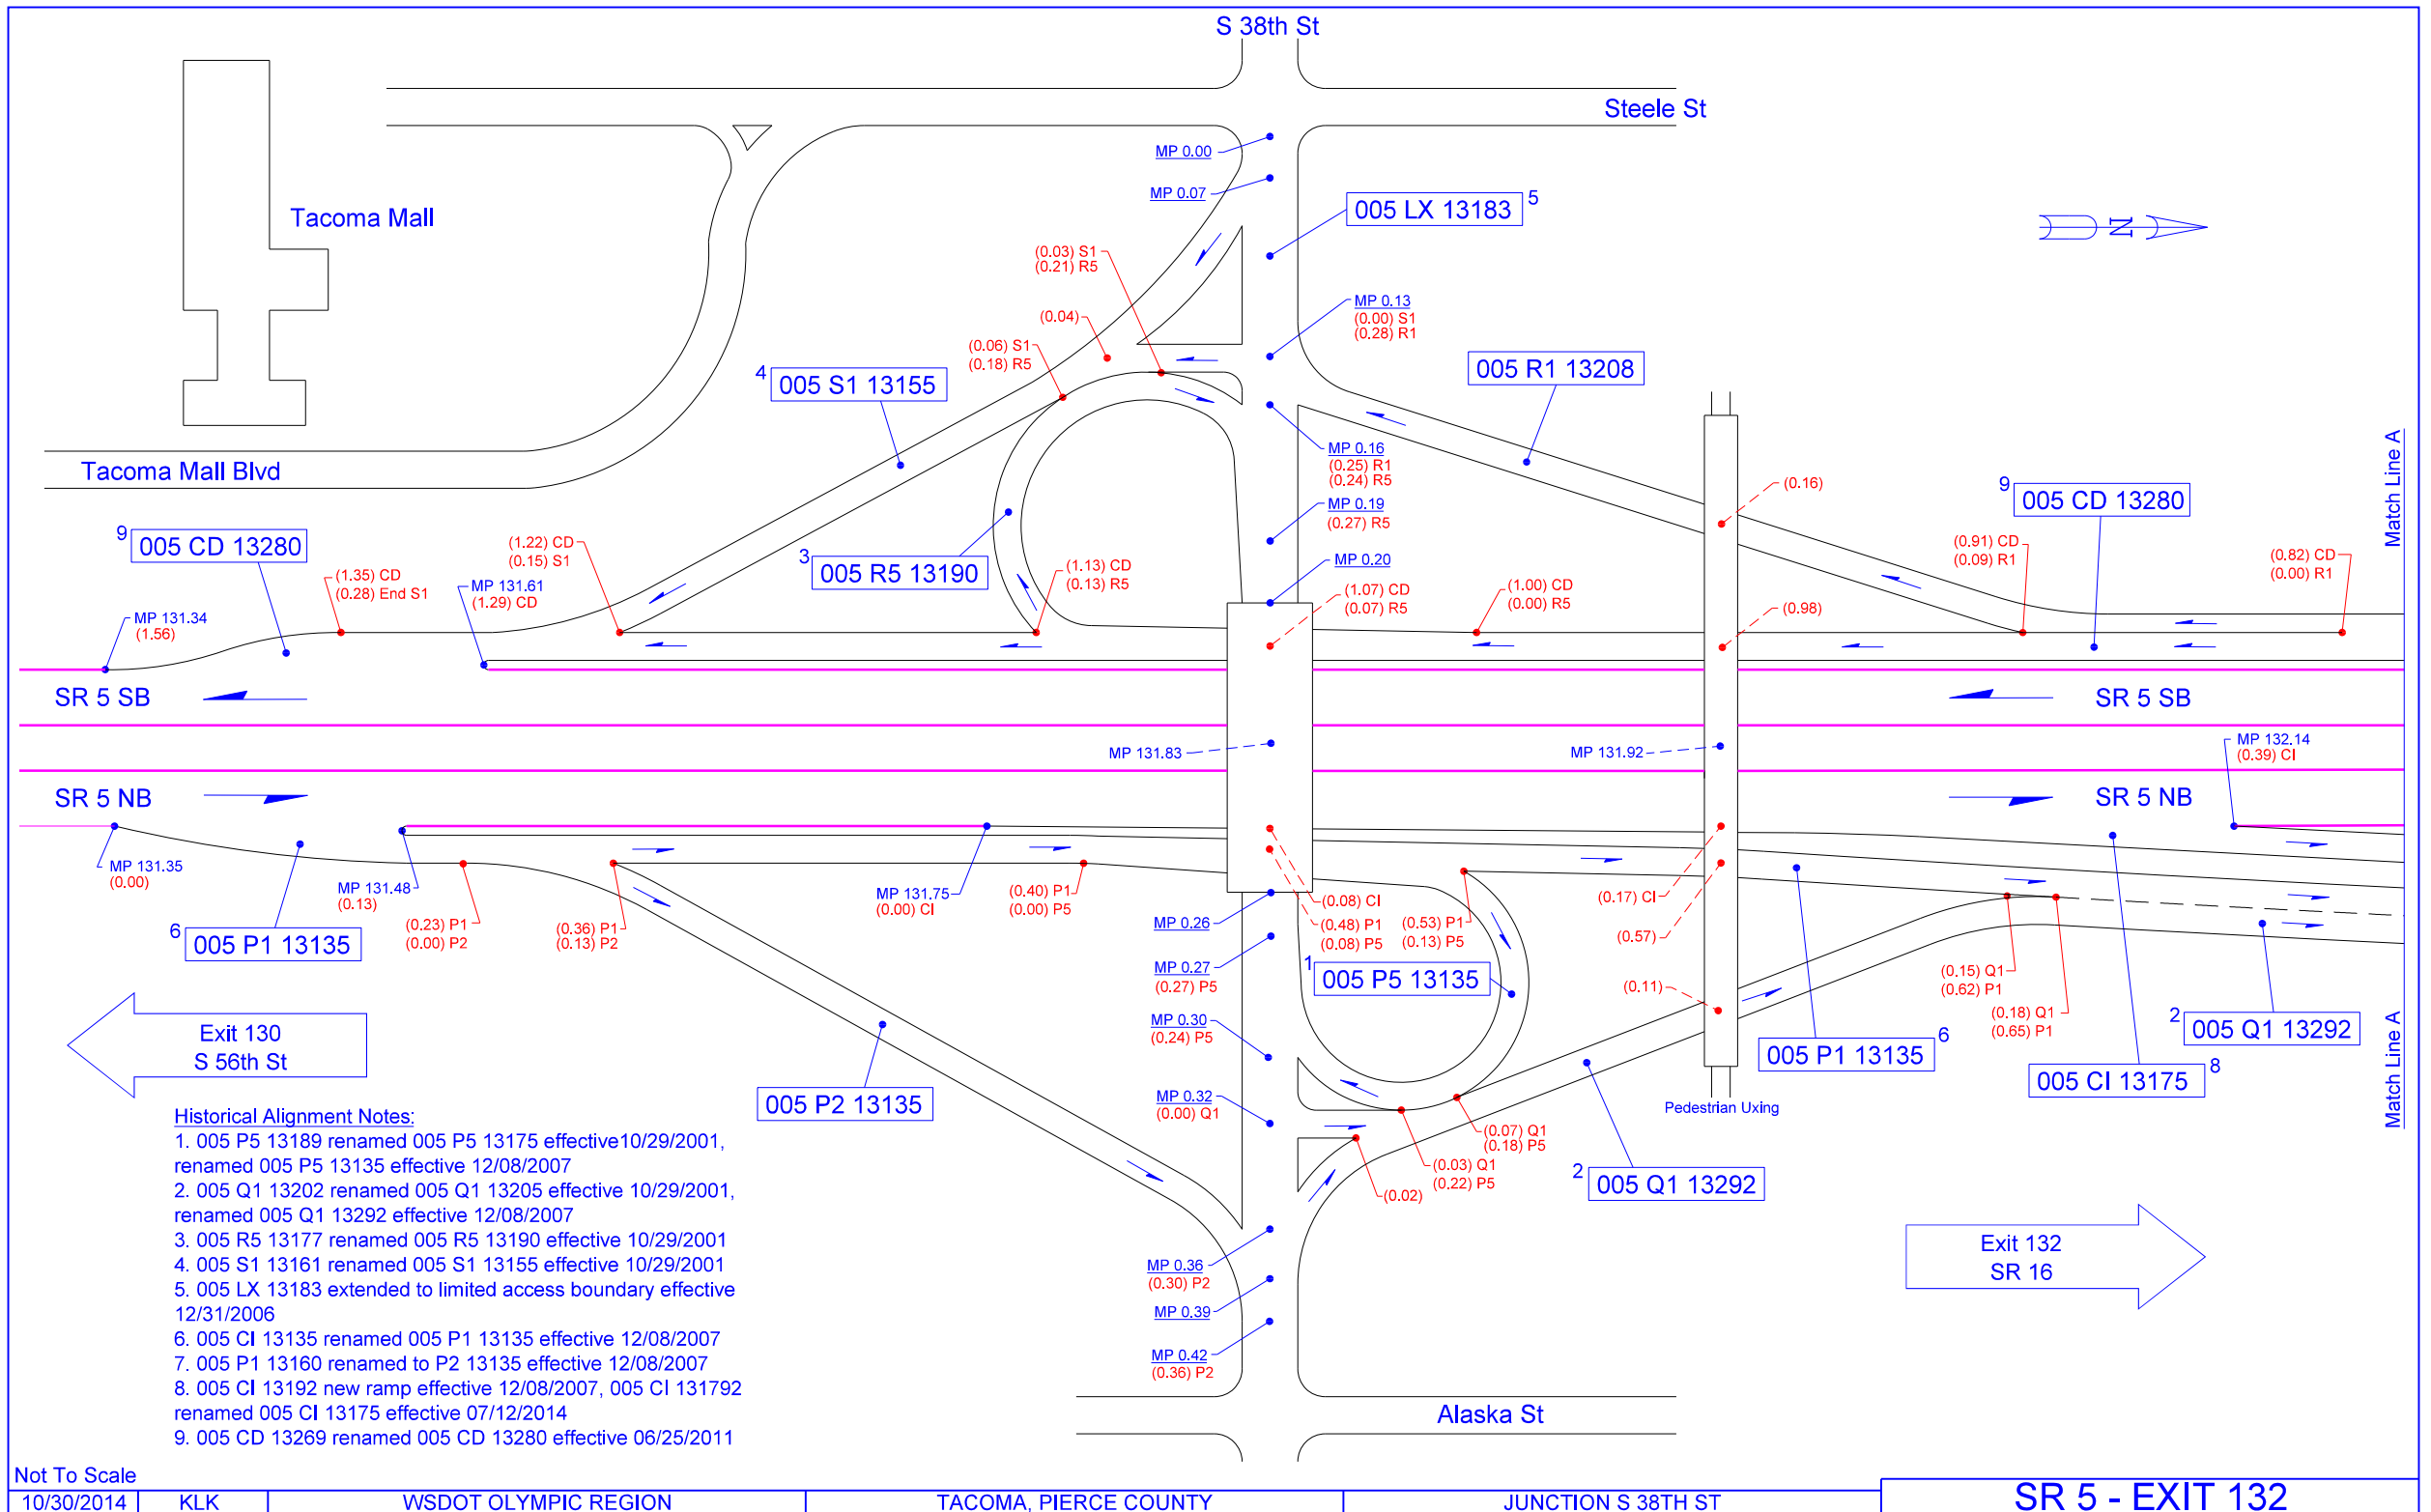 S 38th St
Steele St
MP 0.00
MP 0.07
005 LX 13183 5
Tacoma Mall
N
(0.03) S1
(0.21) R5
(0.04)
MP 0.13
(0.00) S1
(0.28) R1
(0.06) S1
(0.18) R5
4 005 S1 13155
005 R1 13208
MP 0.16
(0.25) R1
(0.24) R5
Tacoma Mall Blvd
MP 0.19
(0.27) R5
(0.16)
Match Line A
9 005 CD 13280
9 005 CD 13280
(1.22) CD
(0.15) S1
3 005 R5 13190
MP 0.20
(1.35) CD
(0.28) End S1
MP 131.61
(1.29) CD
(1.13) CD
(0.13) R5
(1.07) CD
(0.07) R5
(1.00) CD
(0.00) R5
(0.91) CD
(0.09) R1
(0.82) CD
(0.00) R1
(0.98)
MP 131.34
(1.56)
SR 5 SB
SR 5 SB
MP 131.83
MP 131.92
MP 132.14
(0.39) CI
SR 5 NB
SR 5 NB
MP 131.35
(0.00)
MP 131.48
(0.13)
MP 131.75
(0.00) CI
(0.40) P1
(0.00) P5
(0.08) CI
(0.17) CI
(0.23) P1
(0.00) P2
(0.36) P1
(0.13) P2
MP 0.26
(0.48) P1
(0.08) P5
(0.53) P1
(0.13) P5
(0.57)
6 005 P1 13135
MP 0.27
(0.27) P5
1 005 P5 13135
(0.11)
(0.15) Q1
(0.62) P1
(0.18) Q1
(0.65) P1
2 005 Q1 13292
Exit 130
S 56th St
MP 0.30
(0.24) P5
005 P1 13135 6
005 CI 13175 8
Match Line A
005 P2 13135
MP 0.32
(0.00) Q1
Pedestrian Uxing
(0.07) Q1
(0.18) P5
(0.03) Q1
(0.22) P5
(0.02)
2 005 Q1 13292
Historical Alignment Notes:
1. 005 P5 13189 renamed 005 P5 13175 effective10/29/2001,
renamed 005 P5 13135 effective 12/08/2007
2. 005 Q1 13202 renamed 005 Q1 13205 effective 10/29/2001,
renamed 005 Q1 13292 effective 12/08/2007
3. 005 R5 13177 renamed 005 R5 13190 effective 10/29/2001
4. 005 S1 13161 renamed 005 S1 13155 effective 10/29/2001
5. 005 LX 13183 extended to limited access boundary effective
12/31/2006
6. 005 CI 13135 renamed 005 P1 13135 effective 12/08/2007
7. 005 P1 13160 renamed to P2 13135 effective 12/08/2007
8. 005 CI 13192 new ramp effective 12/08/2007, 005 CI 131792
renamed 005 CI 13175 effective 07/12/2014
9. 005 CD 13269 renamed 005 CD 13280 effective 06/25/2011
MP 0.36
(0.30) P2
MP 0.39
MP 0.42
(0.36) P2
Exit 132
SR 16
Alaska St
Not To Scale
10/30/2014
KLK
WSDOT OLYMPIC REGION
TACOMA, PIERCE COUNTY
JUNCTION S 38TH ST
SR 5 - EXIT 132